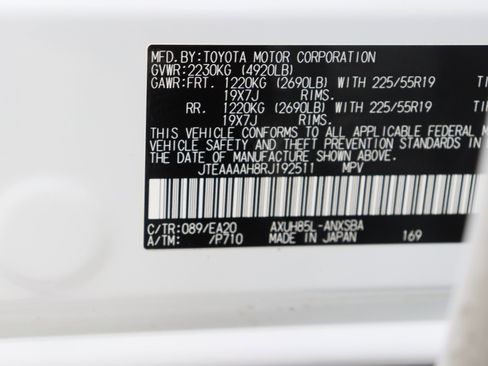 MFD.BY:TOYOTA MOTOR CORPORATION
GVWR:2230KG (4920LB)
GAWR:FRT. 1220KG (2690LB) WITH 225/55R19
19X7J RIMS.
RR. 1220KG (2690LB) WITH 225/55R19
19X7J RIMS.
THIS VEHICLE CONFORMS TO ALL APPLICABLE FEDERAL
VEHICLE SAFETY AND THEFT PREVENTION STANDARDS IN
THE DATE OF MANUFACTURE SHOWN ABOVE.
JTEAAAAH8RJ192511 MPV
C/TR:089/EA20 AXUH85L-ANXSBA
A/TM: /P710 MADE IN JAPAN 169